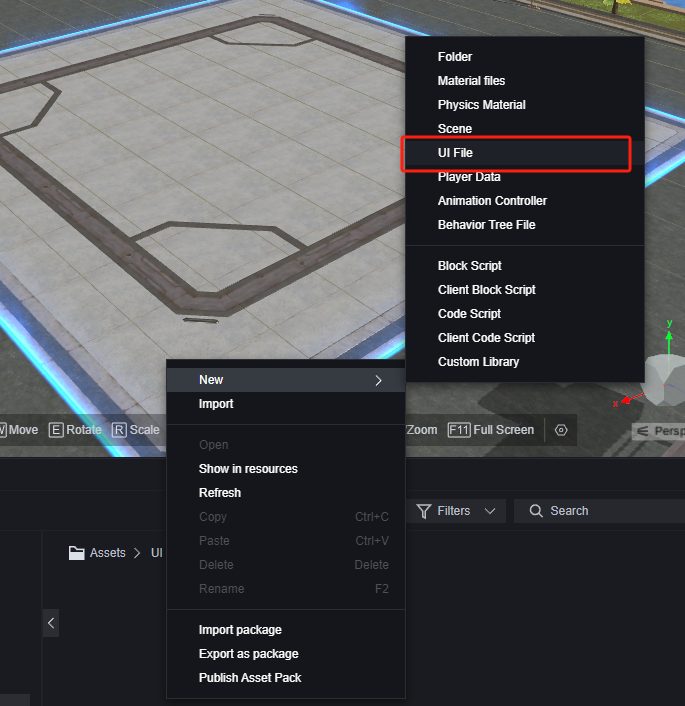 Folder
Material files
Physics Material
Scene
UI File
Player Data
Animation Controller
Behavior Tree File
Block Script
Client Block Script
Code Script
Client Code Script
Custom Library
y
x
New
Import
Move E Rotate R Scale
Zoom F11 Full Screen
Open
Show in resources
Refresh
Copy Ctrl+C
Paste Ctrl+V
Delete Delete
Rename F2
Import package
Export as package
Publish Asset Pack
Filters
Search
Assets > UI